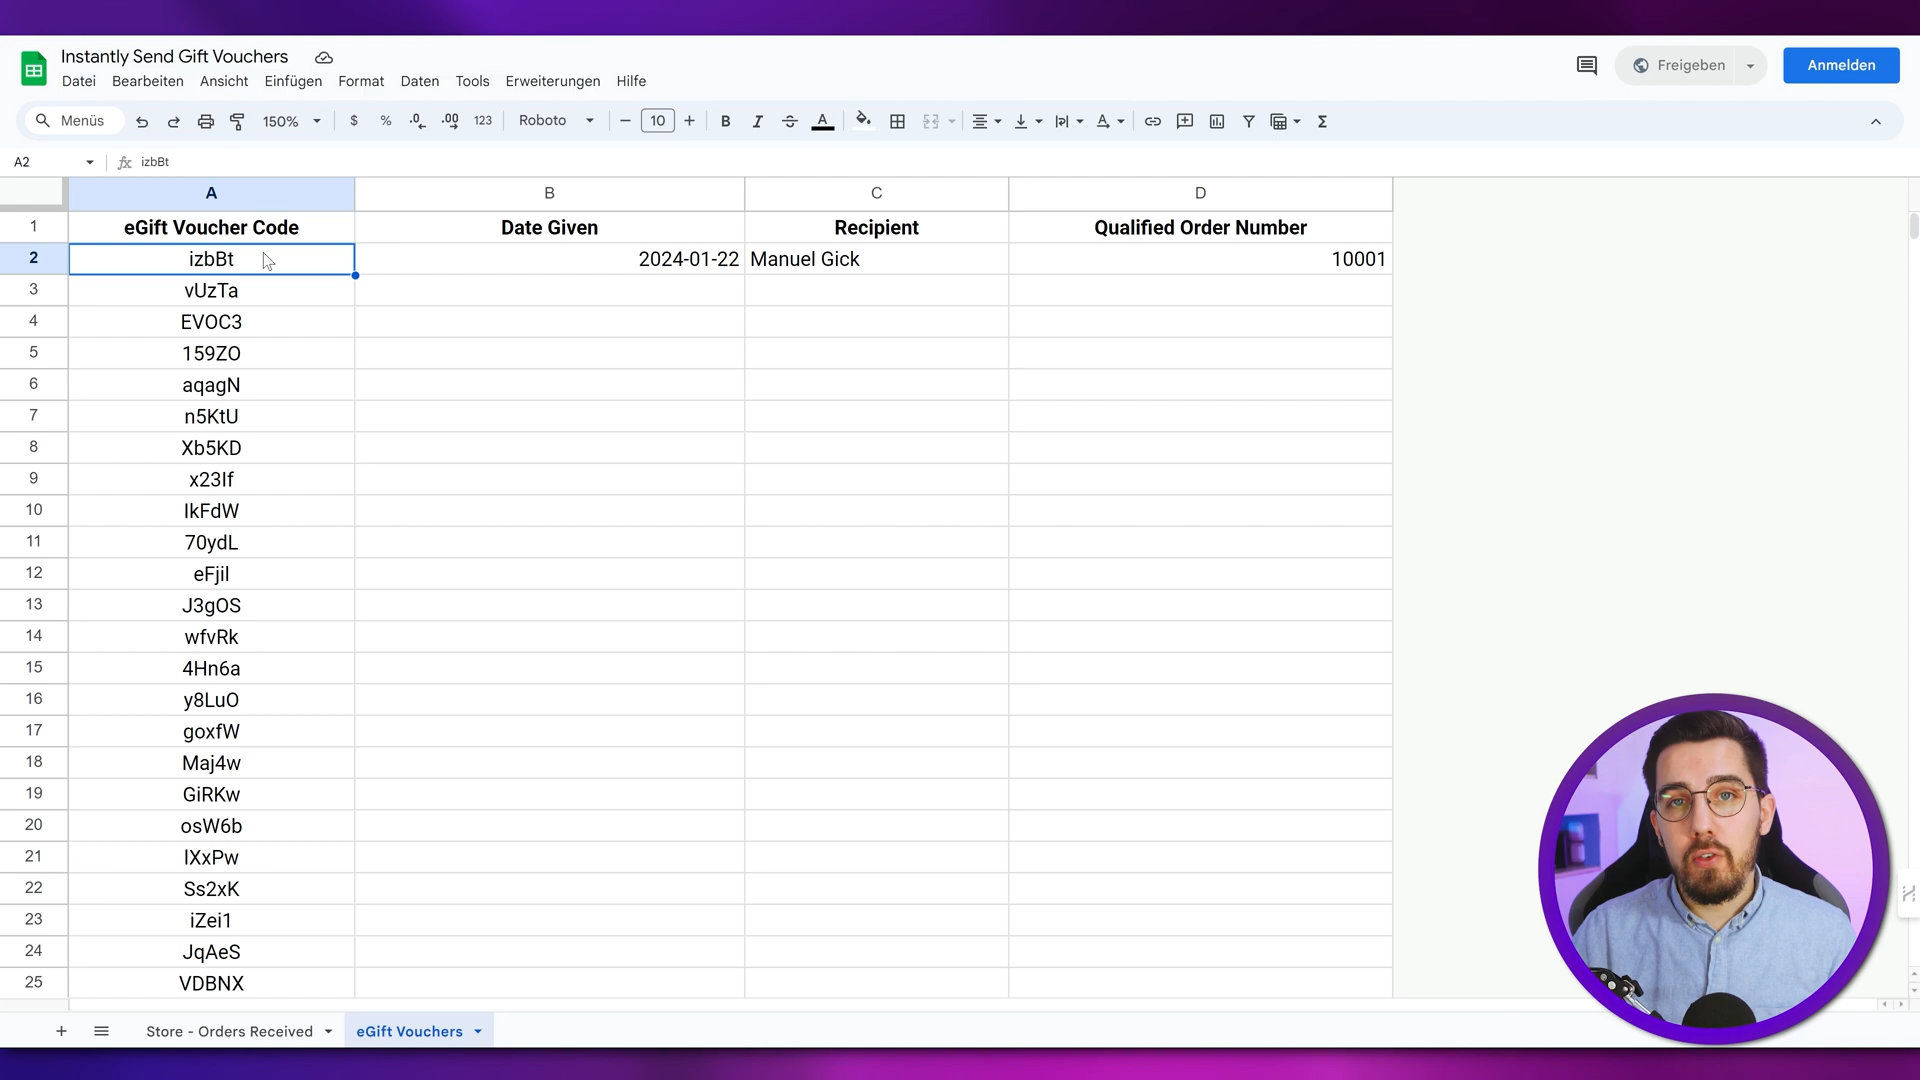 Instantly Send Gift Vouchers
Datei Bearbeiten Ansicht Einfügen Format Daten Tools Erweiterungen Hilfe
Freigeben
Anmelden
Menüs 150% $ % .0 .00 123 Roboto 10 B I A Σ
A2 fx izbBt
A B C D
1 eGift Voucher Code Date Given Recipient Qualified Order Number
2 izbBt 2024-01-22 Manuel Gick 10001
3 vUzTa
4 EVOC3
5 159ZO
6 aqagN
7 n5KtU
8 Xb5KD
9 x23If
10 IkFdW
11 70ydL
12 eFjil
13 J3gOS
14 wfvRk
15 4Hn6a
16 y8LuO
17 goxfW
18 Maj4w
19 GiRKw
20 osW6b
21 lXxPw
22 Ss2xK
23 iZei1
24 JqAeS
25 VDBNX
Store - Orders Received eGift Vouchers